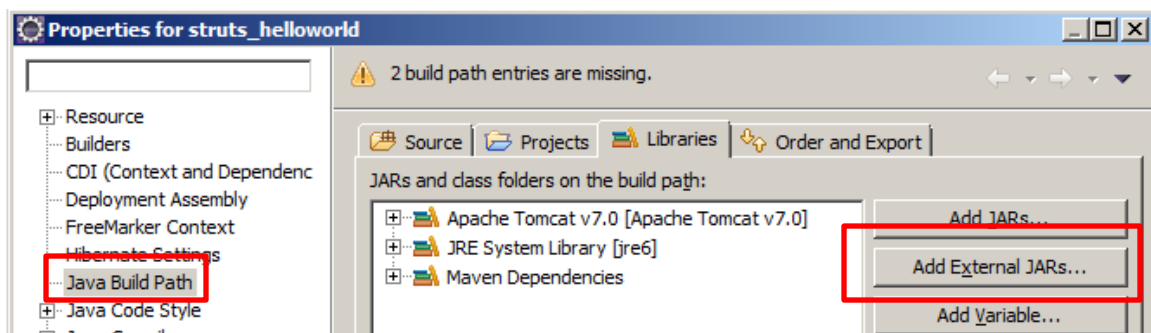 Properties for struts_helloworld
2 build path entries are missing.
Resource
Builders
CDI (Context and Dependenc
Deployment Assembly
FreeMarker Context
Hibernate Settings
Java Build Path
Java Code Style
Source
Projects
Libraries
Order and Export
JARs and class folders on the build path:
Apache Tomcat v7.0 [Apache Tomcat v7.0]
JRE System Library [jre6]
Maven Dependencies
Add JARs...
Add External JARs...
Add Variable...